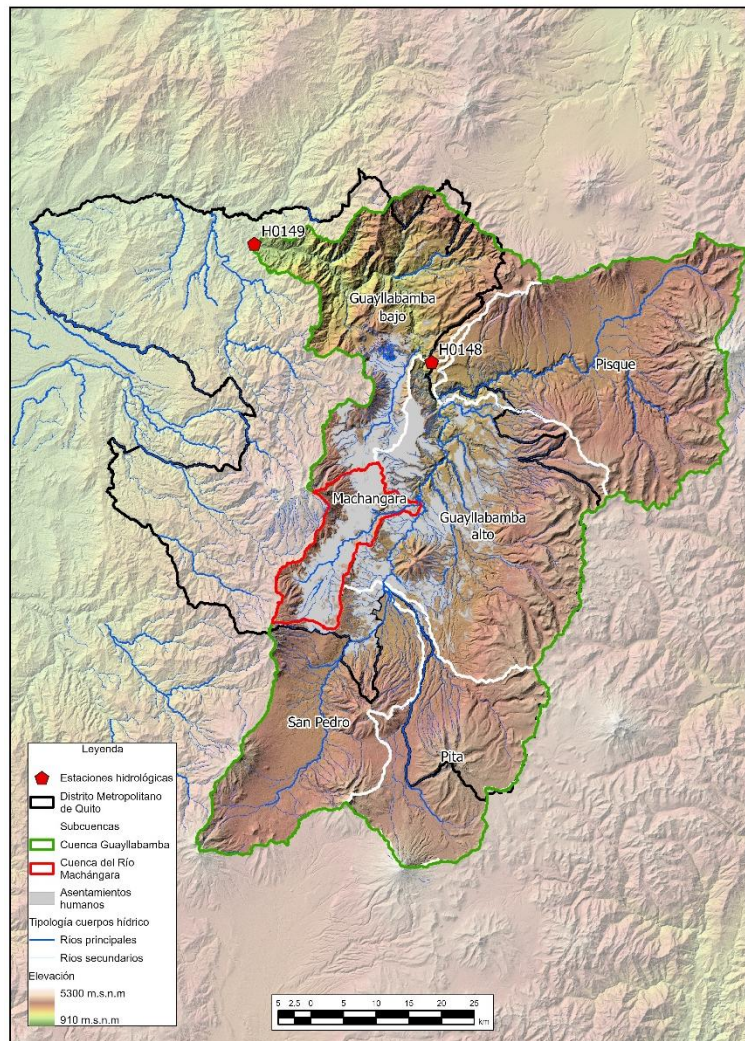 H0149
Guayllabamba
bajo
H0148
Pisque
Machangara
Guayllabamba
alto
San Pedro
Pita
Leyenda
Estaciones hidrológicas
Distrito Metropolitano
de Quito
Subcuencas
Cuenca Guayllabamba
Cuenca del Río
Machángara
Asentamientos
humanos
Tipología cuerpos hídrico
Ríos principales
Ríos secundarios
Elevación
5300 m.s.n.m
910 m.s.n.m
5 2,5 0 5 10 15 20 25
km